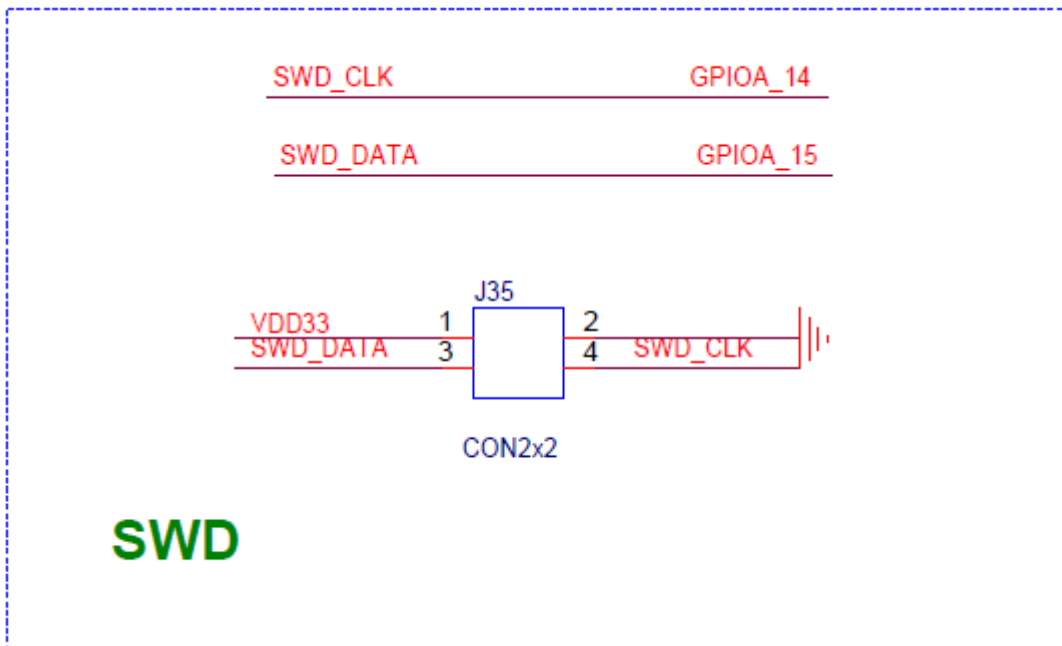 SWD_CLK GPIOA_14
SWD_DATA GPIOA_15
J35
VDD33 1 2
SWD_DATA 3 4 SWD_CLK
CON2x2
SWD